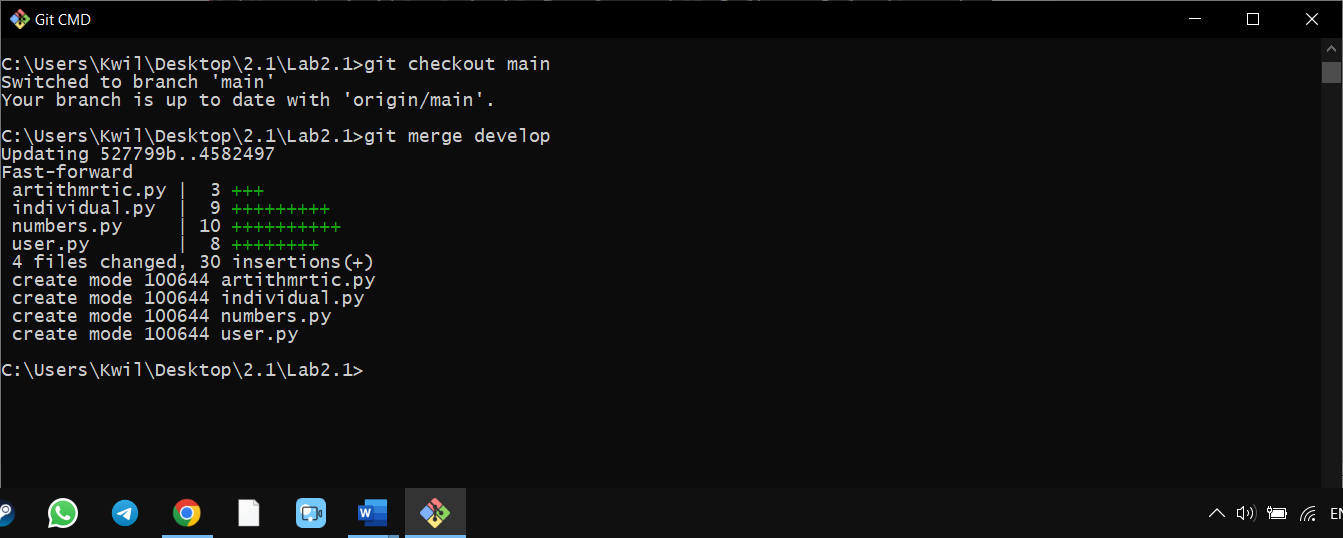 Git CMD
C:\Users\Kwil\Desktop\2.1\Lab2.1>git checkout main
Switched to branch 'main'
Your branch is up to date with 'origin/main'.
C:\Users\Kwil\Desktop\2.1\Lab2.1>git merge develop
Updating 527799b..4582497
Fast-forward
 artithmrtic.py |  3 +++
 individual.py  |  9 +++++++++
 numbers.py     | 10 ++++++++++
 user.py        |  8 ++++++++
 4 files changed, 30 insertions(+)
 create mode 100644 artithmrtic.py
 create mode 100644 individual.py
 create mode 100644 numbers.py
 create mode 100644 user.py
C:\Users\Kwil\Desktop\2.1\Lab2.1>
W
EN